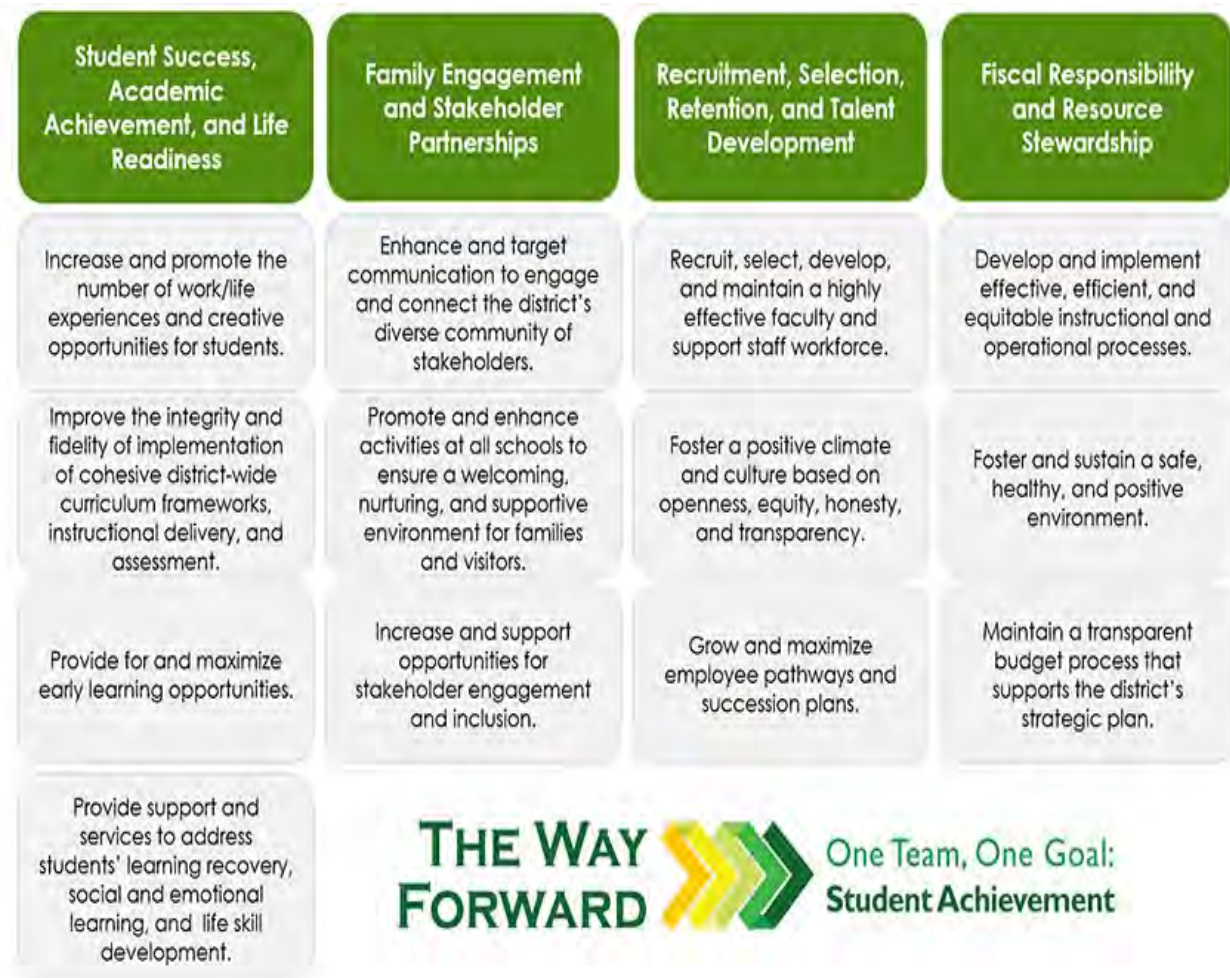 Student Success,
Academic
Achievement, and Life
Readiness
Increase and promote the
number of work/life
experiences and creative
opportunities for students.
Improve the integrity and
fidelity of implementation
of cohesive district-wide
curriculum frameworks,
instructional delivery, and
assessment.
Provide for and maximize
early learning opportunities.
Provide support and
services to address
students' learning recovery,
social and emotional
learning, and life skill
development.
Family Engagement
and Stakeholder
Partnerships
Enhance and target
communication to engage
and connect the district's
diverse community of
stakeholders.
Promote and enhance
activities at all schools to
ensure a welcoming,
nurturing, and supportive
environment for families
and visitors.
Increase and support
opportunities for
stakeholder engagement
and inclusion.
Recruitment, Selection,
Retention, and Talent
Development
Recruit, select, develop,
and maintain a highly
effective faculty and
support staff workforce.
Foster a positive climate
and culture based on
openness, equity, honesty,
and transparency.
Grow and maximize
employee pathways and
succession plans.
Fiscal Responsibility
and Resource
Stewardship
Develop and implement
effective, efficient, and
equitable instructional and
operational processes.
Foster and sustain a safe,
healthy, and positive
environment.
Maintain a transparent
budget process that
supports the district's
strategic plan.
THE WAY
FORWARD
One Team, One Goal:
Student Achievement